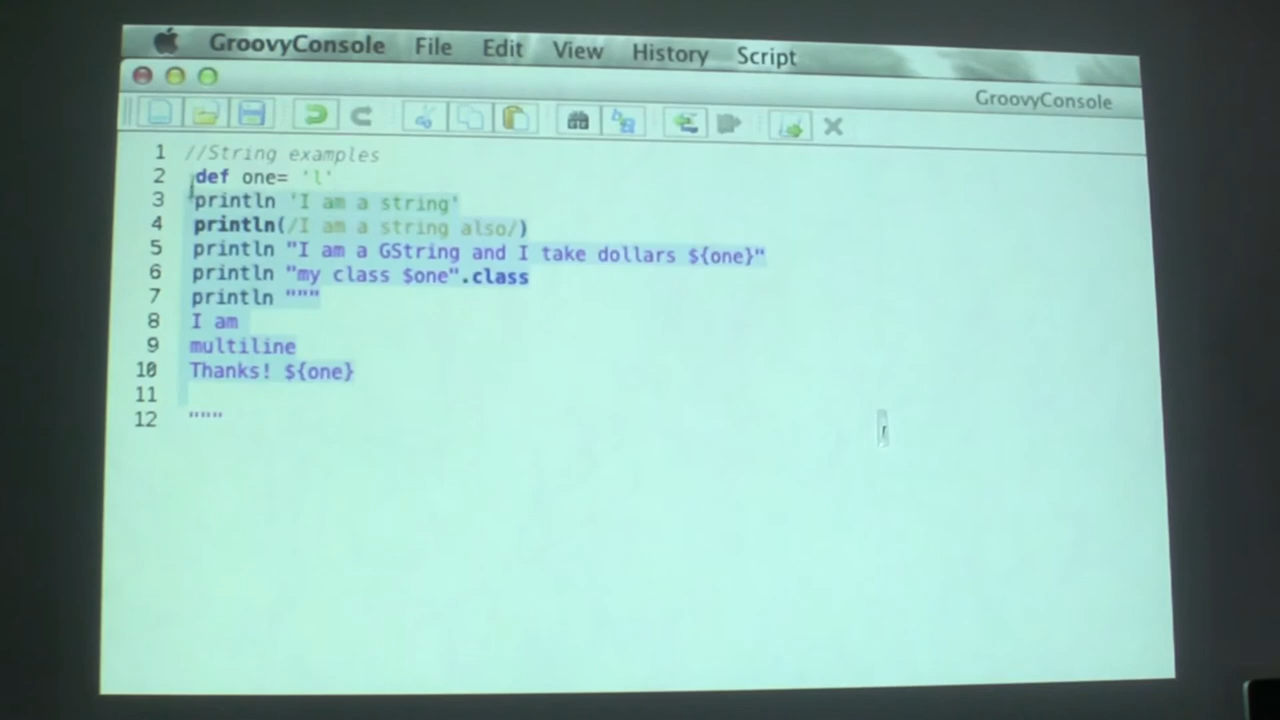 GroovyConsole File Edit View History Script
GroovyConsole
1 //String examples
2 def one= 'l'
3 println 'I am a string'
4 println(/I am a string also/)
5 println "I am a GString and I take dollars ${one}"
6 println "my class $one".class
7 println """
8 I am
9 multiline
10 Thanks! ${one}
11
12 """